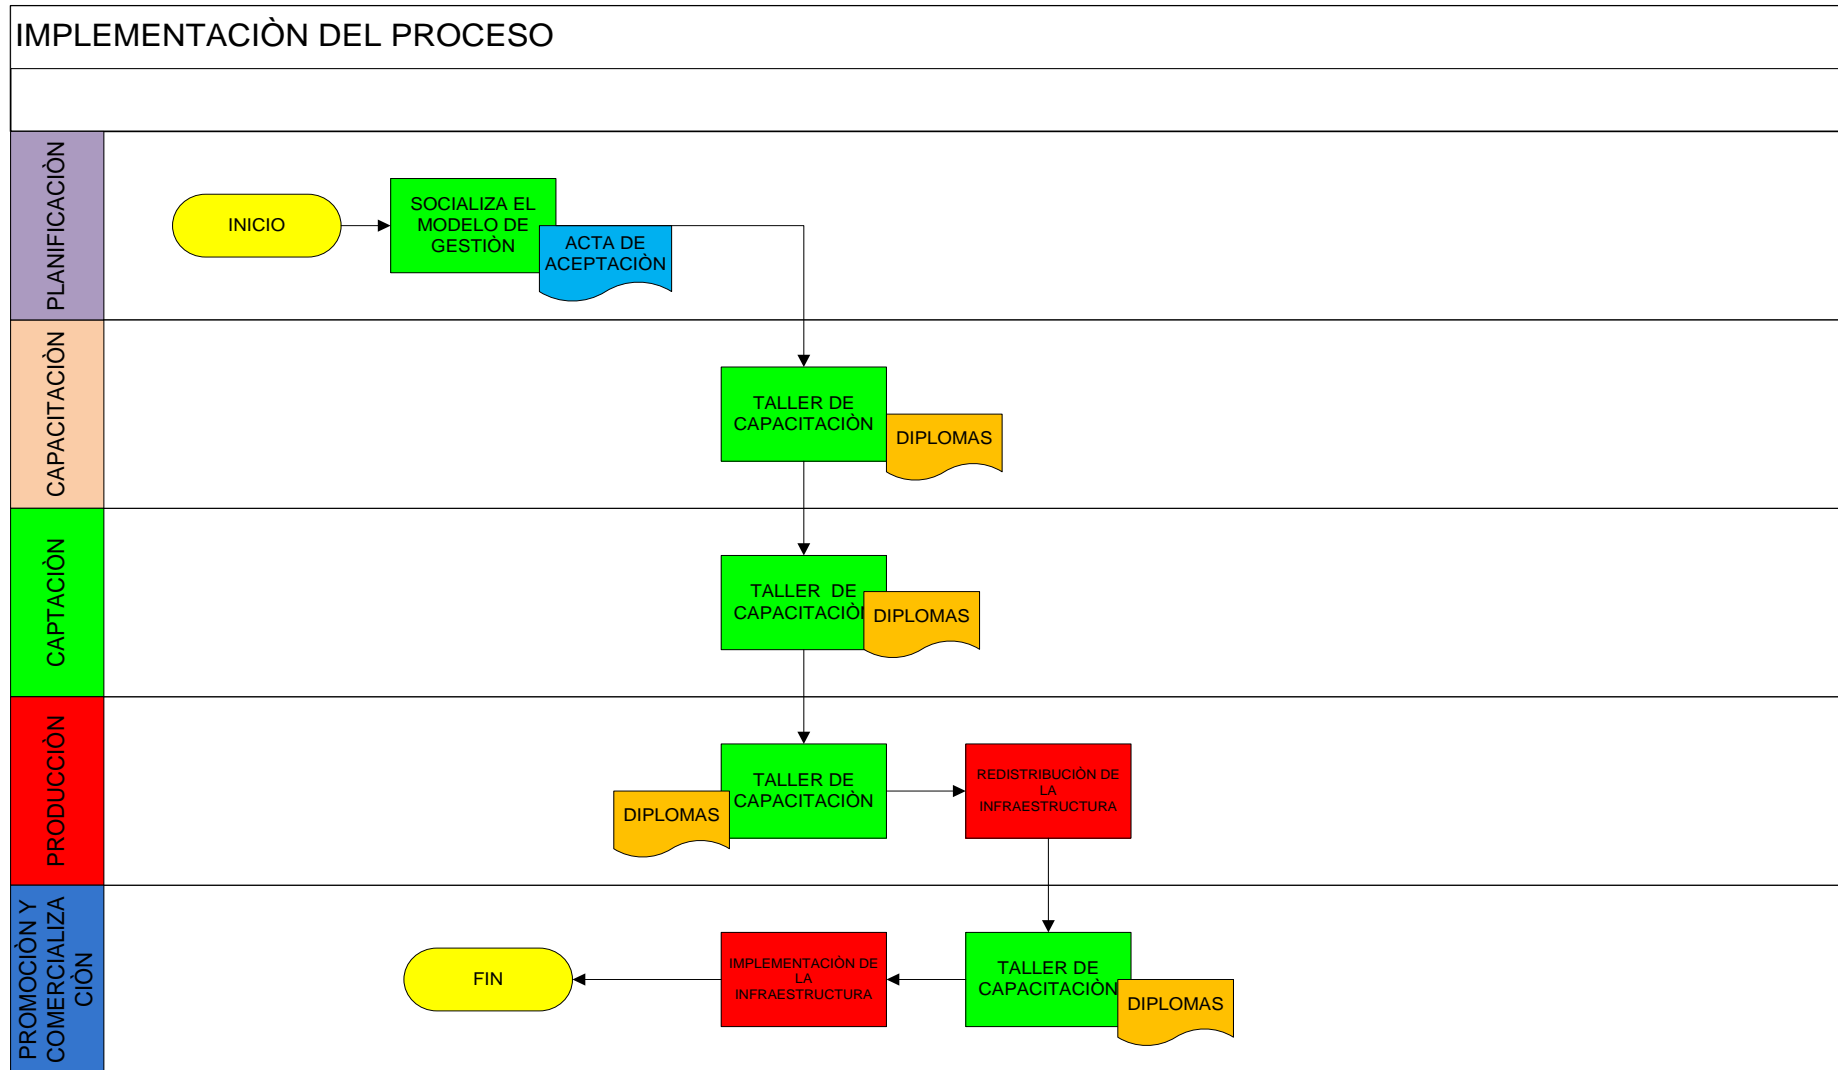 IMPLEMENTACIÒN DEL PROCESO
PLANIFICACIÒN
INICIO
SOCIALIZA EL
MODELO DE
GESTIÒN
ACTA DE
ACEPTACIÒN
CAPACITACIÒN
TALLER DE
CAPACITACIÒN
DIPLOMAS
CAPTACIÒN
TALLER DE
CAPACITACIÒN
DIPLOMAS
PRODUCCIÒN
DIPLOMAS
TALLER DE
CAPACITACIÒN
REDISTRIBUCIÒN DE
LA
INFRAESTRUCTURA
PROMOCIÒN Y
COMERCIALIZA
CIÒN
FIN
IMPLEMENTACIÒN DE
LA
INFRAESTRUCTURA
TALLER DE
CAPACITACIÒN
DIPLOMAS